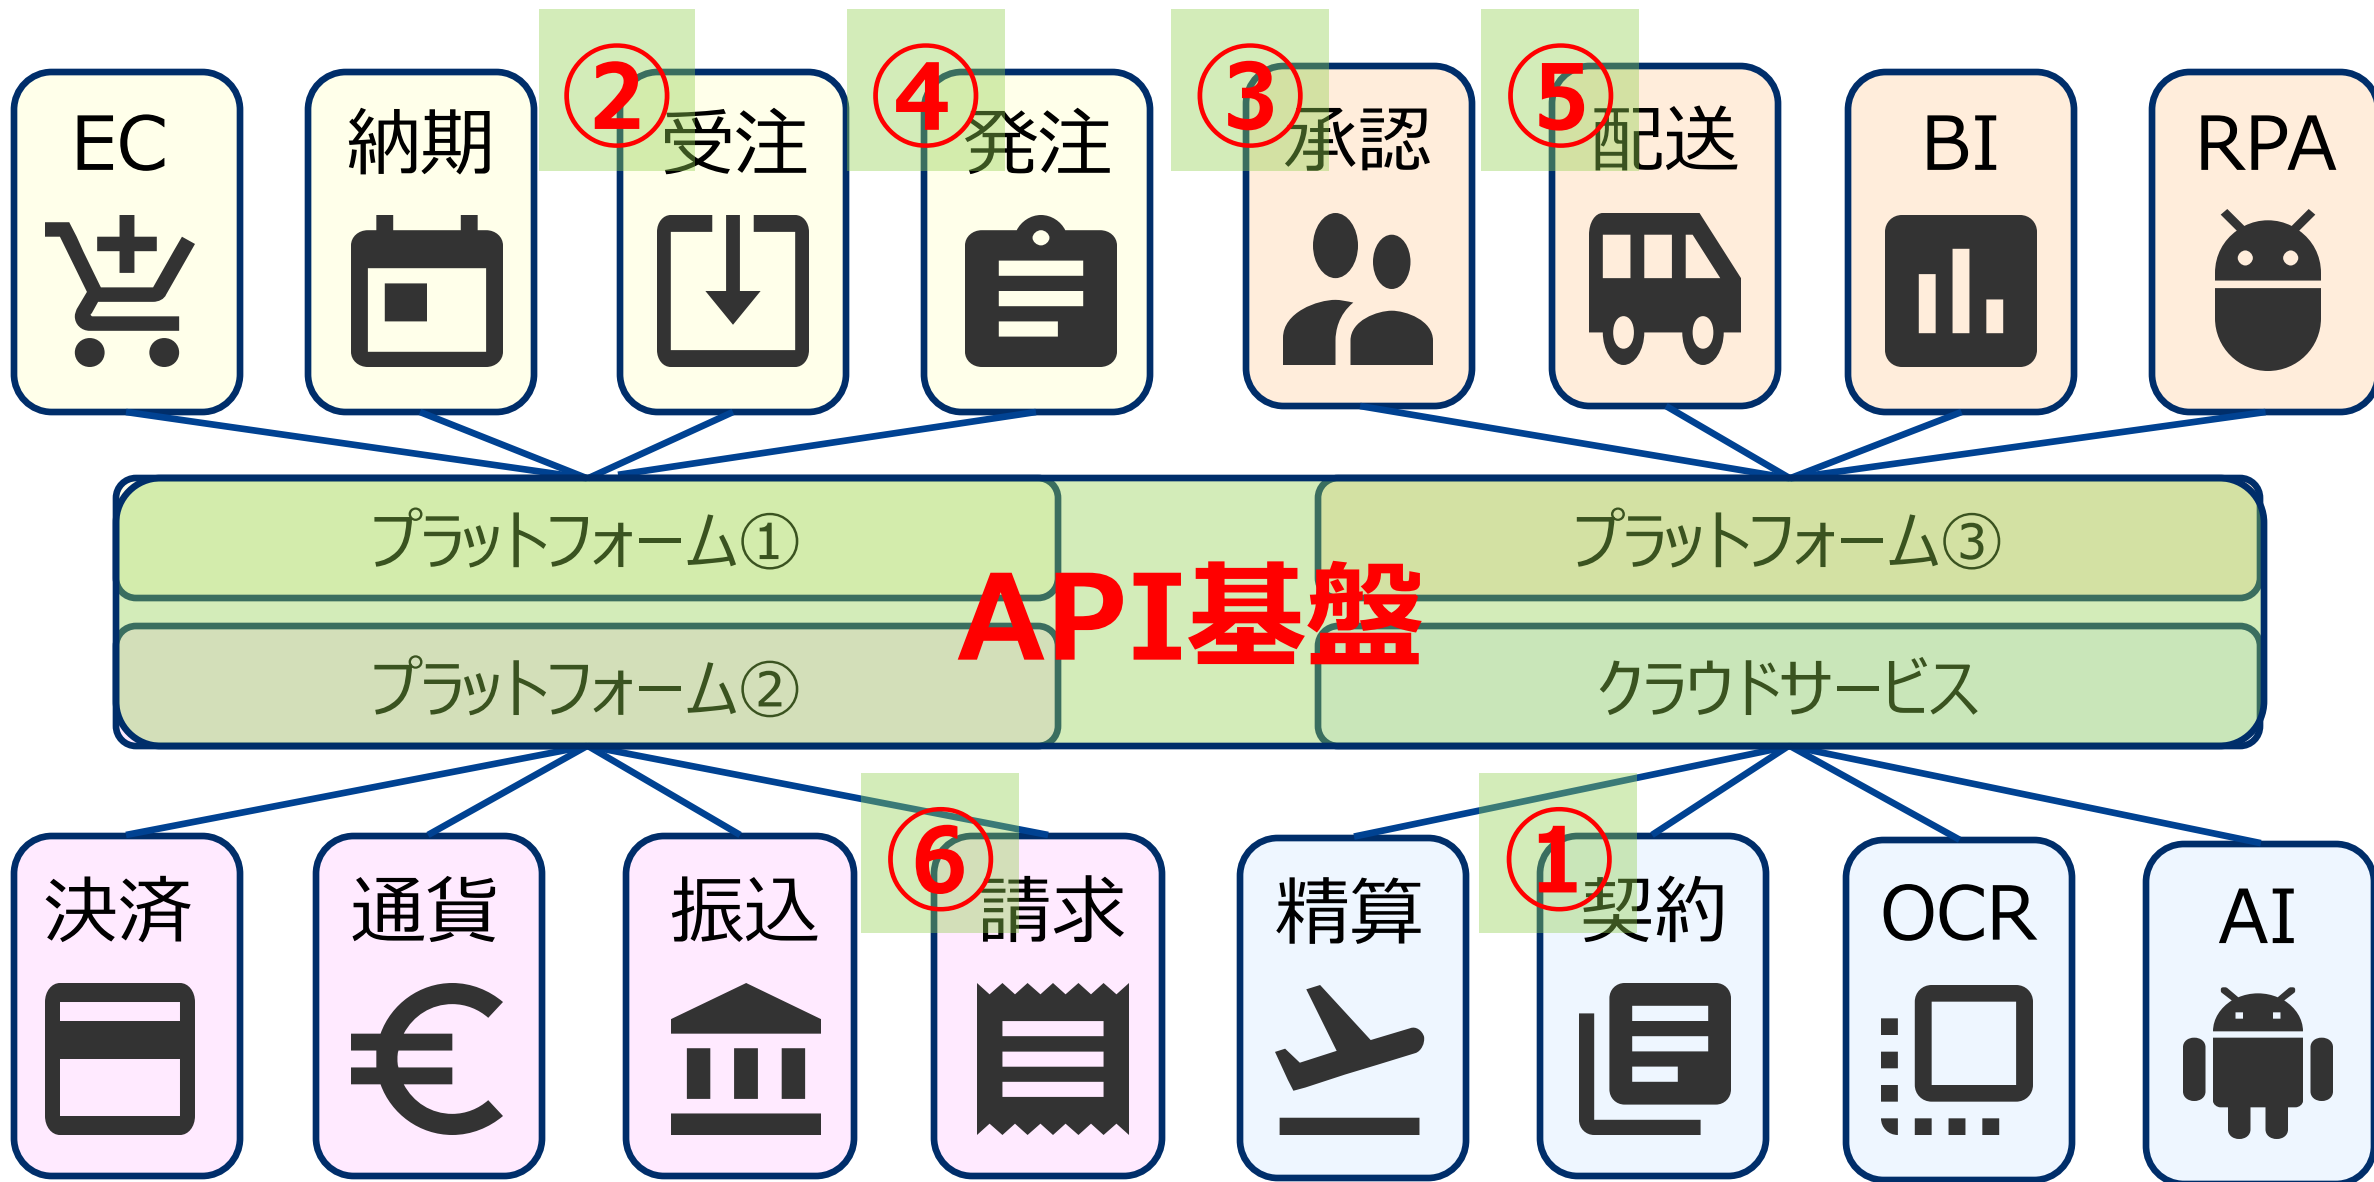 EC
納期
② 受注
④ 発注
③ 承認
⑤ 配送
BI
RPA
プラットフォーム①
プラットフォーム③
API基盤
プラットフォーム②
クラウドサービス
決済
通貨
振込
⑥ 請求
精算
① 契約
OCR
AI